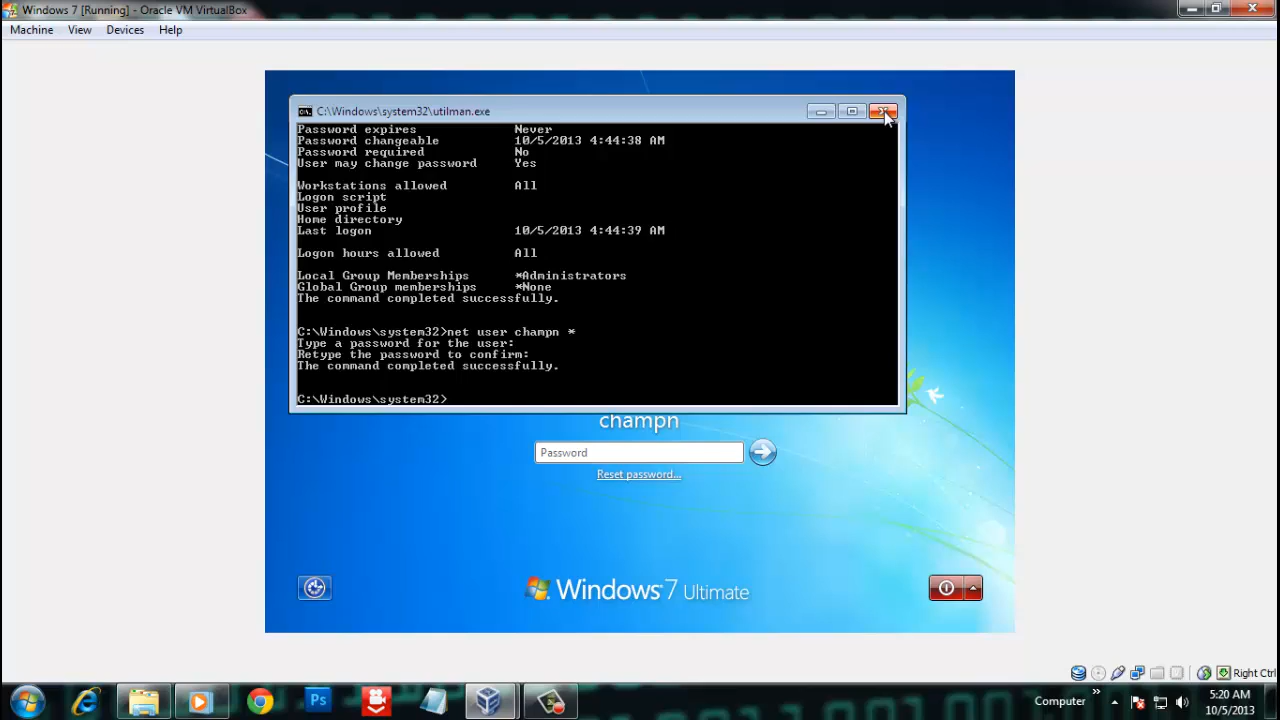 Windows 7 [Running] - Oracle VM VirtualBox
Machine View Devices Help
C:\Windows\system32\utilman.exe
Password expires Never
Password changeable 10/5/2013 4:44:38 AM
Password required No
User may change password Yes
Workstations allowed All
Logon script
User profile
Home directory
Last logon 10/5/2013 4:44:39 AM
Logon hours allowed All
Local Group Memberships *Administrators
Global Group memberships *None
The command completed successfully.
C:\Windows\system32>net user champn *
Type a password for the user:
Retype the password to confirm:
The command completed successfully.
C:\Windows\system32>
champn
Password
Reset password...
Windows 7 Ultimate
Right Ctrl
Ps
Computer
5:20 AM
10/5/2013